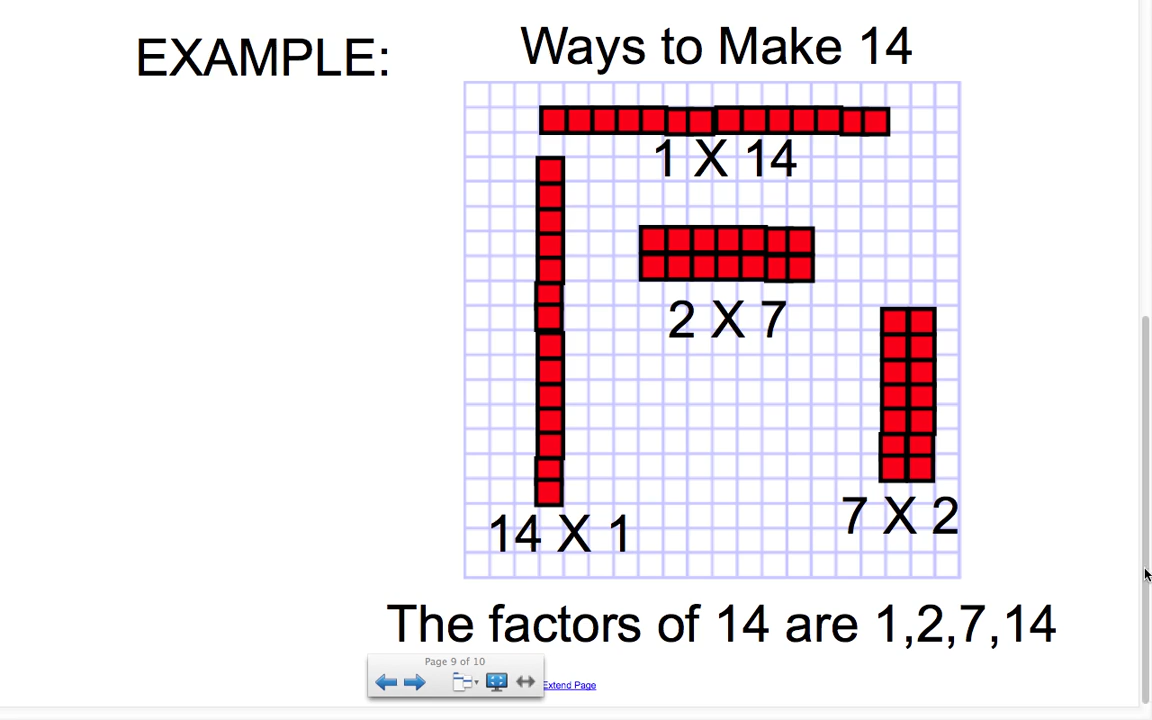 EXAMPLE:
Ways to Make 14
1 X 14
2 X 7
7 X 2
14 X 1
The factors of 14 are 1,2,7,14
Page 9 of 10
Extend Page